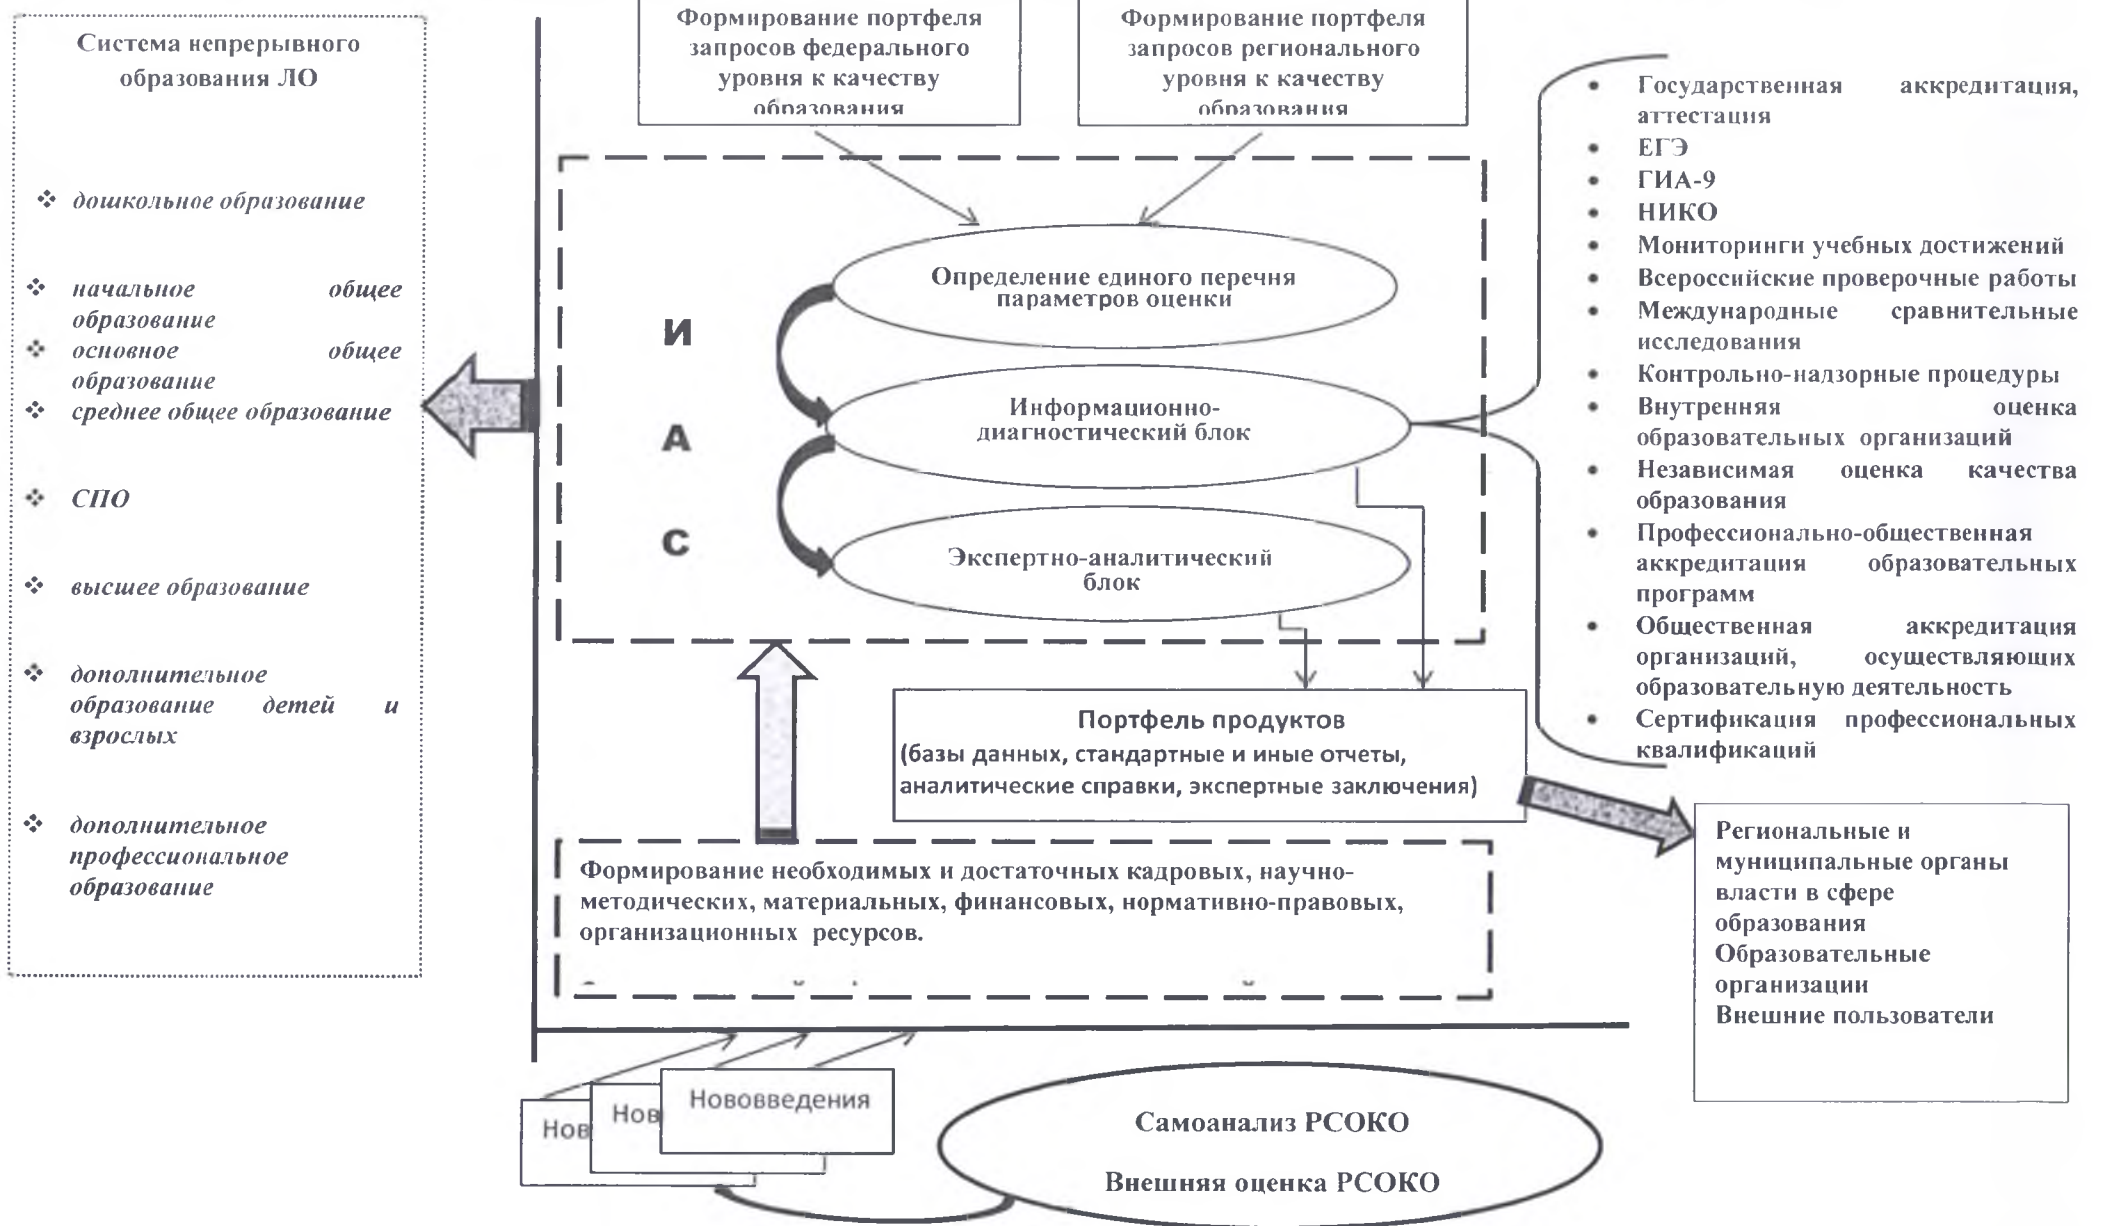 Система непрерывного
образования ЛО
❖ дошкольное образование
❖ начальное общее
образование
❖ основное общее
образование
❖ среднее общее образование
❖ СПО
❖ высшее образование
❖ дополнительное
образование детей и
взрослых
❖ дополнительное
профессиональное
образование
Формирование портфеля
запросов федерального
уровня к качеству
образования
Формирование портфеля
запросов регионального
уровня к качеству
образования
И
А
С
Определение единого перечня
параметров оценки
Информационно-
диагностический блок
Экспертно-аналитический
блок
Портфель продуктов
(базы данных, стандартные и иные отчеты,
аналитические справки, экспертные заключения)
Формирование необходимых и достаточных кадровых, научно-
методических, материальных, финансовых, нормативно-правовых,
организационных ресурсов.
Нов
Нов
Нововведения
Самоанализ РСОКО
Внешняя оценка РСОКО
• Государственная аккредитация,
аттестация
• ЕГЭ
• ГИА-9
• НИКО
• Мониторинги учебных достижений
• Всероссийские проверочные работы
• Международные сравнительные
исследования
• Контрольно-надзорные процедуры
• Внутренняя оценка
образовательных организаций
• Независимая оценка качества
образования
• Профессионально-общественная
аккредитация образовательных
программ
• Общественная аккредитация
организаций, осуществляющих
образовательную деятельность
• Сертификация профессиональных
квалификаций
Региональные и
муниципальные органы
власти в сфере
образования
Образовательные
организации
Внешние пользователи